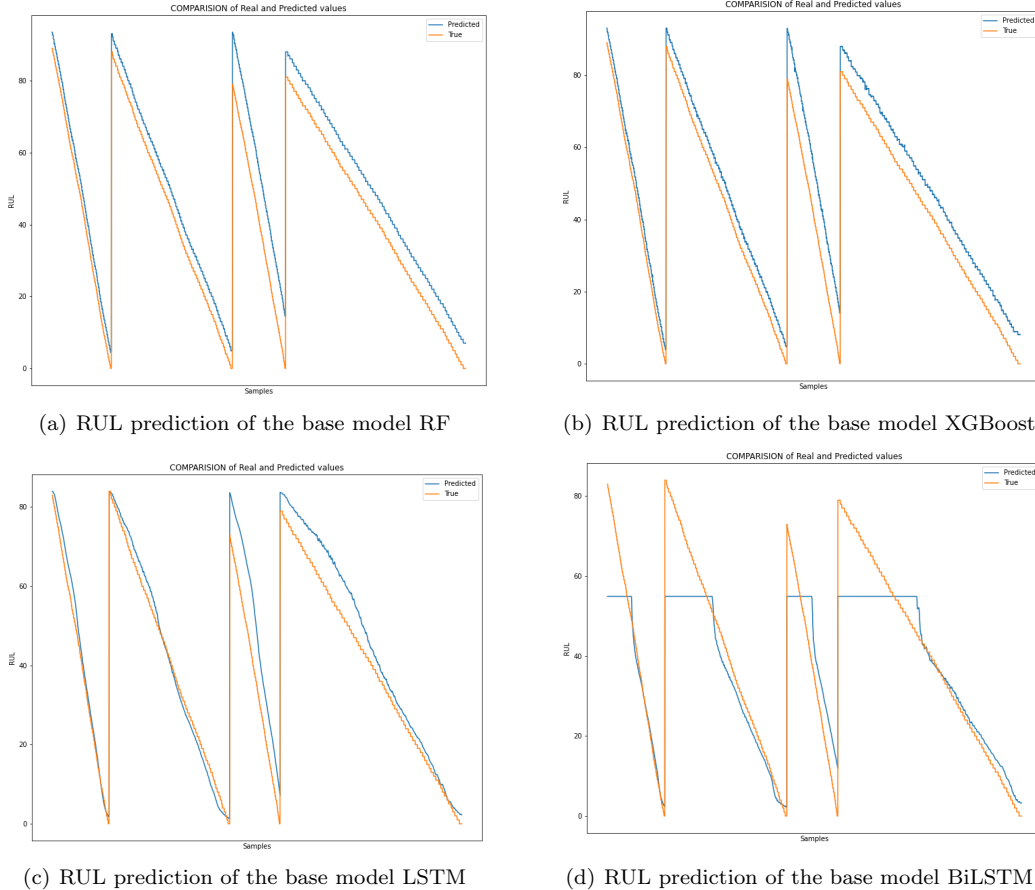 COMPARISION of Real and Predicted values
Predicted
True
80
60
40
20
0
RUL
Samples
(a) RUL prediction of the base model RF
COMPARISION of Real and Predicted values
Predicted
True
80
60
40
20
0
RUL
Samples
(b) RUL prediction of the base model XGBoost
COMPARISION of Real and Predicted values
Predicted
True
80
60
40
20
0
RUL
Samples
(c) RUL prediction of the base model LSTM
COMPARISION of Real and Predicted values
Predicted
True
80
60
40
20
0
RUL
Samples
(d) RUL prediction of the base model BiLSTM